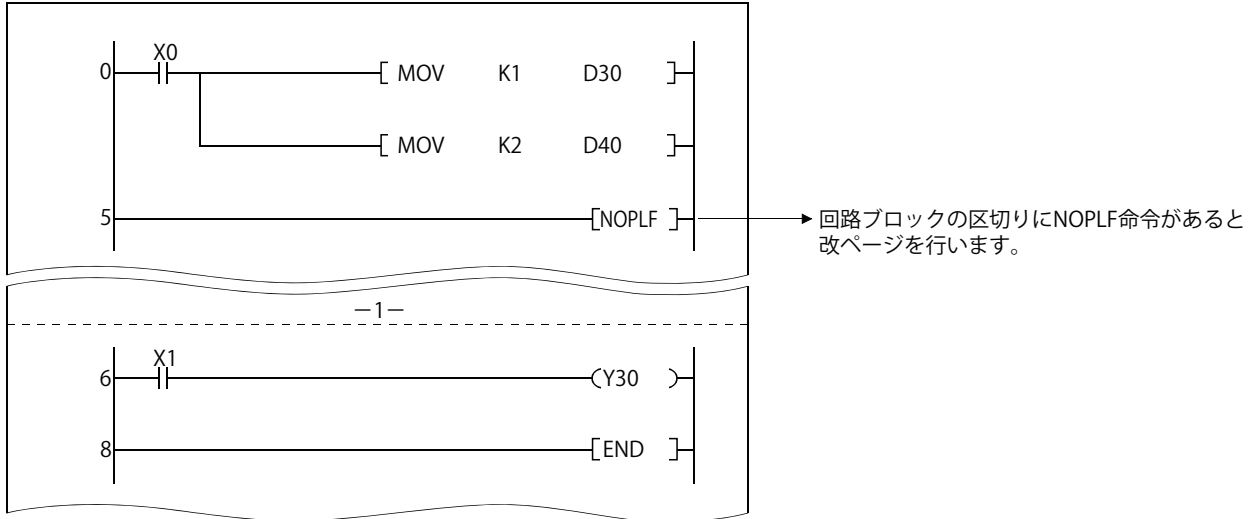 X0
0 [ MOV K1 D30 ]
[ MOV K2 D40 ]
5 [NOPLF ] 回路ブロックの区切りにNOPLF命令があると
改ページを行います。
－1－
X1
6 (Y30 )
8 [END ]